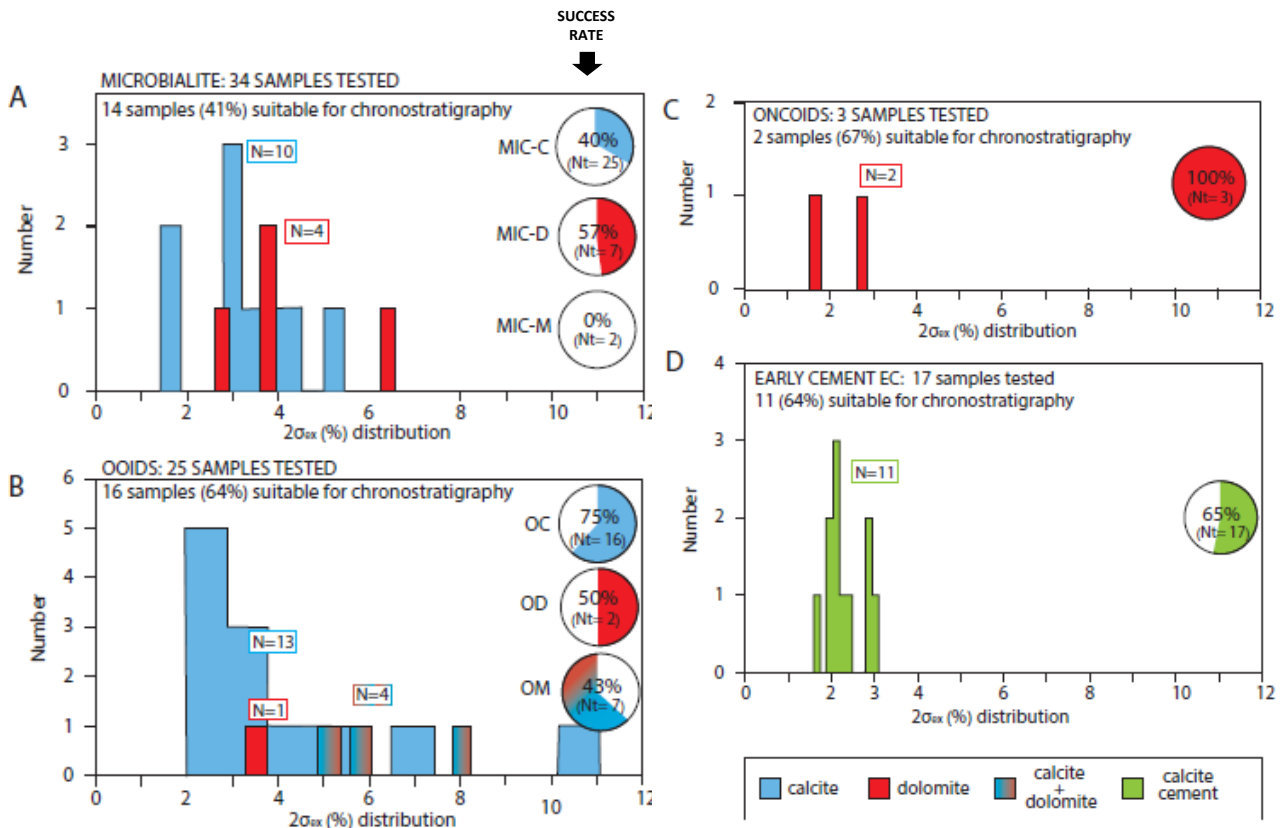 SUCCESS
RATE
A
MICROBIALITE: 34 SAMPLES TESTED
14 samples (41%) suitable for chronostratigraphy
Number
3
2
1
0
N=10
N=4
MIC-C
40%
(Nt= 25)
MIC-D
57%
(Nt= 7)
MIC-M
0%
(Nt= 2)
0 2 4 6 8 10 12
2σex (%) distribution
B
OOIDS: 25 SAMPLES TESTED
16 samples (64%) suitable for chronostratigraphy
Number
6
5
4
3
2
1
0
N=13
N=1
N=4
OC
75%
(Nt= 16)
OD
50%
(Nt= 2)
OM
43%
(Nt= 7)
0 2 4 6 8 10 12
2σex (%) distribution
C
ONCOIDS: 3 SAMPLES TESTED
2 samples (67%) suitable for chronostratigraphy
Number
2
1
0
N=2
100%
(Nt= 3)
0 2 3 4 6 8 10 12
2σex (%) distribution
D
EARLY CEMENT EC: 17 samples tested
11 (64%) suitable for chronostratigraphy
Number
4
3
2
1
0
N=11
65%
(Nt= 17)
0 2 3 4 6 8 10 12
2σex (%) distribution
calcite
dolomite
calcite
+
dolomite
calcite
cement